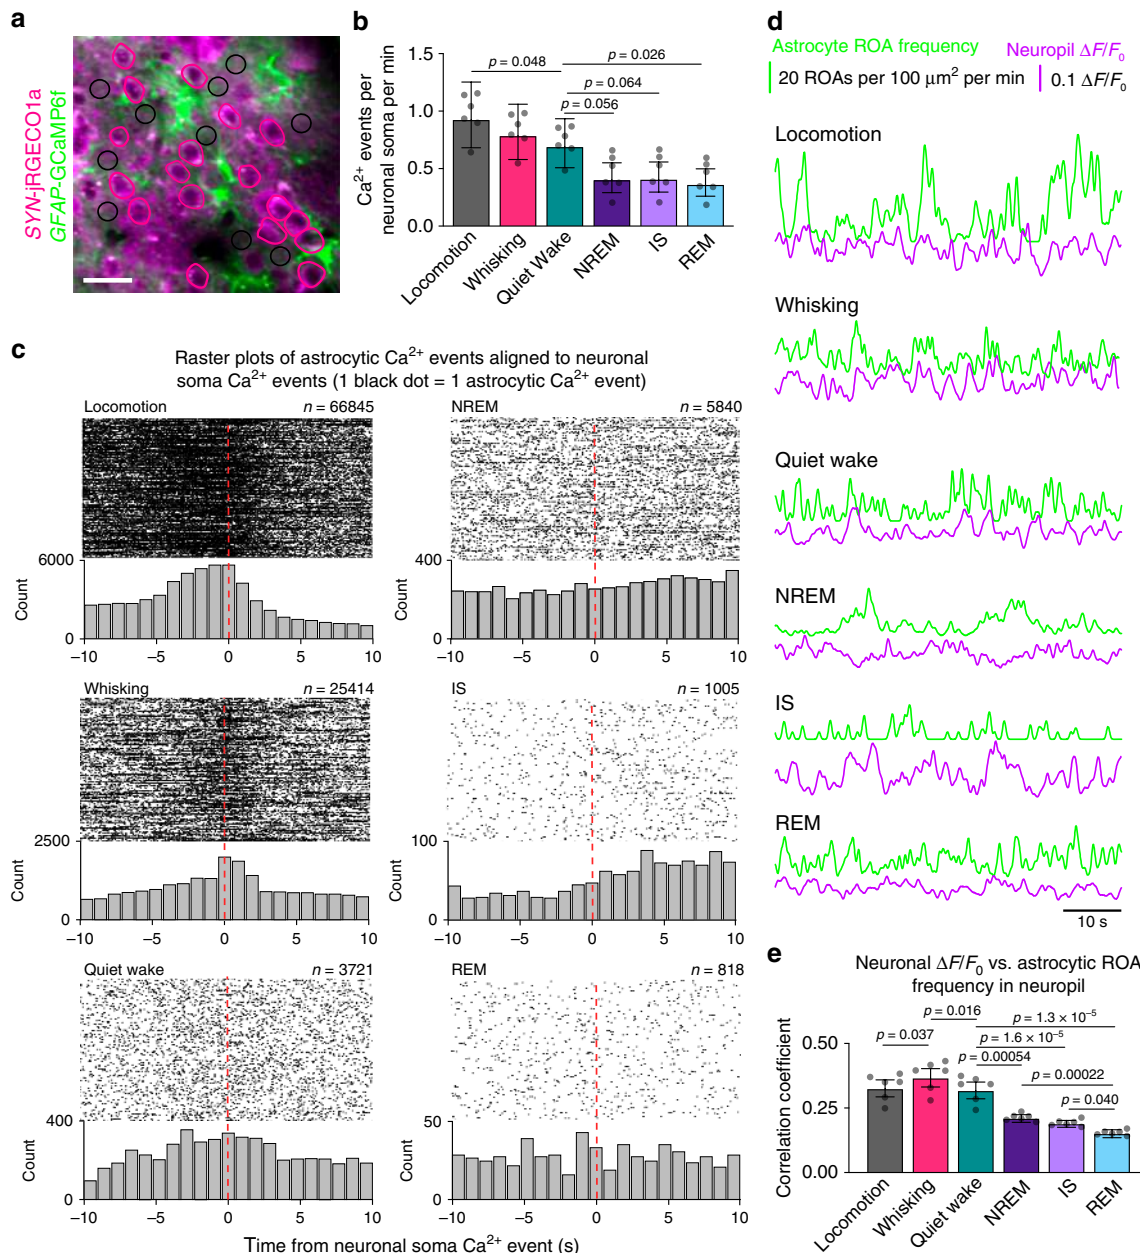 a
SYN-jRGECO1a
GFAP-GCaMP6f
b
Ca²⁺ events per
neuronal soma per min
1.5
1.0
0.5
0.0
p = 0.048
p = 0.026
p = 0.064
p = 0.056
Locomotion
Whisking
Quiet Wake
NREM
IS
REM
c
Raster plots of astrocytic Ca²⁺ events aligned to neuronal
soma Ca²⁺ events (1 black dot = 1 astrocytic Ca²⁺ event)
Locomotion n = 66845
6000
Count
0
−10 −5 0 5 10
NREM n = 5840
400
Count
0
−10 −5 0 5 10
Whisking n = 25414
2500
Count
0
−10 −5 0 5 10
IS n = 1005
100
Count
0
−10 −5 0 5 10
Quiet wake n = 3721
400
Count
0
−10 −5 0 5 10
REM n = 818
50
Count
0
−10 −5 0 5 10
Time from neuronal soma Ca²⁺ event (s)
d
Astrocyte ROA frequency
20 ROAs per 100 μm² per min
Neuropil ΔF/F₀
0.1 ΔF/F₀
Locomotion
Whisking
Quiet wake
NREM
IS
REM
10 s
e
Neuronal ΔF/F₀ vs. astrocytic ROA
frequency in neuropil
Correlation coefficient
0.50
0.25
0.00
p = 0.016
p = 1.3 × 10⁻⁵
p = 0.037
p = 1.6 × 10⁻⁵
p = 0.00054
p = 0.00022
p = 0.040
Locomotion
Whisking
Quiet wake
NREM
IS
REM